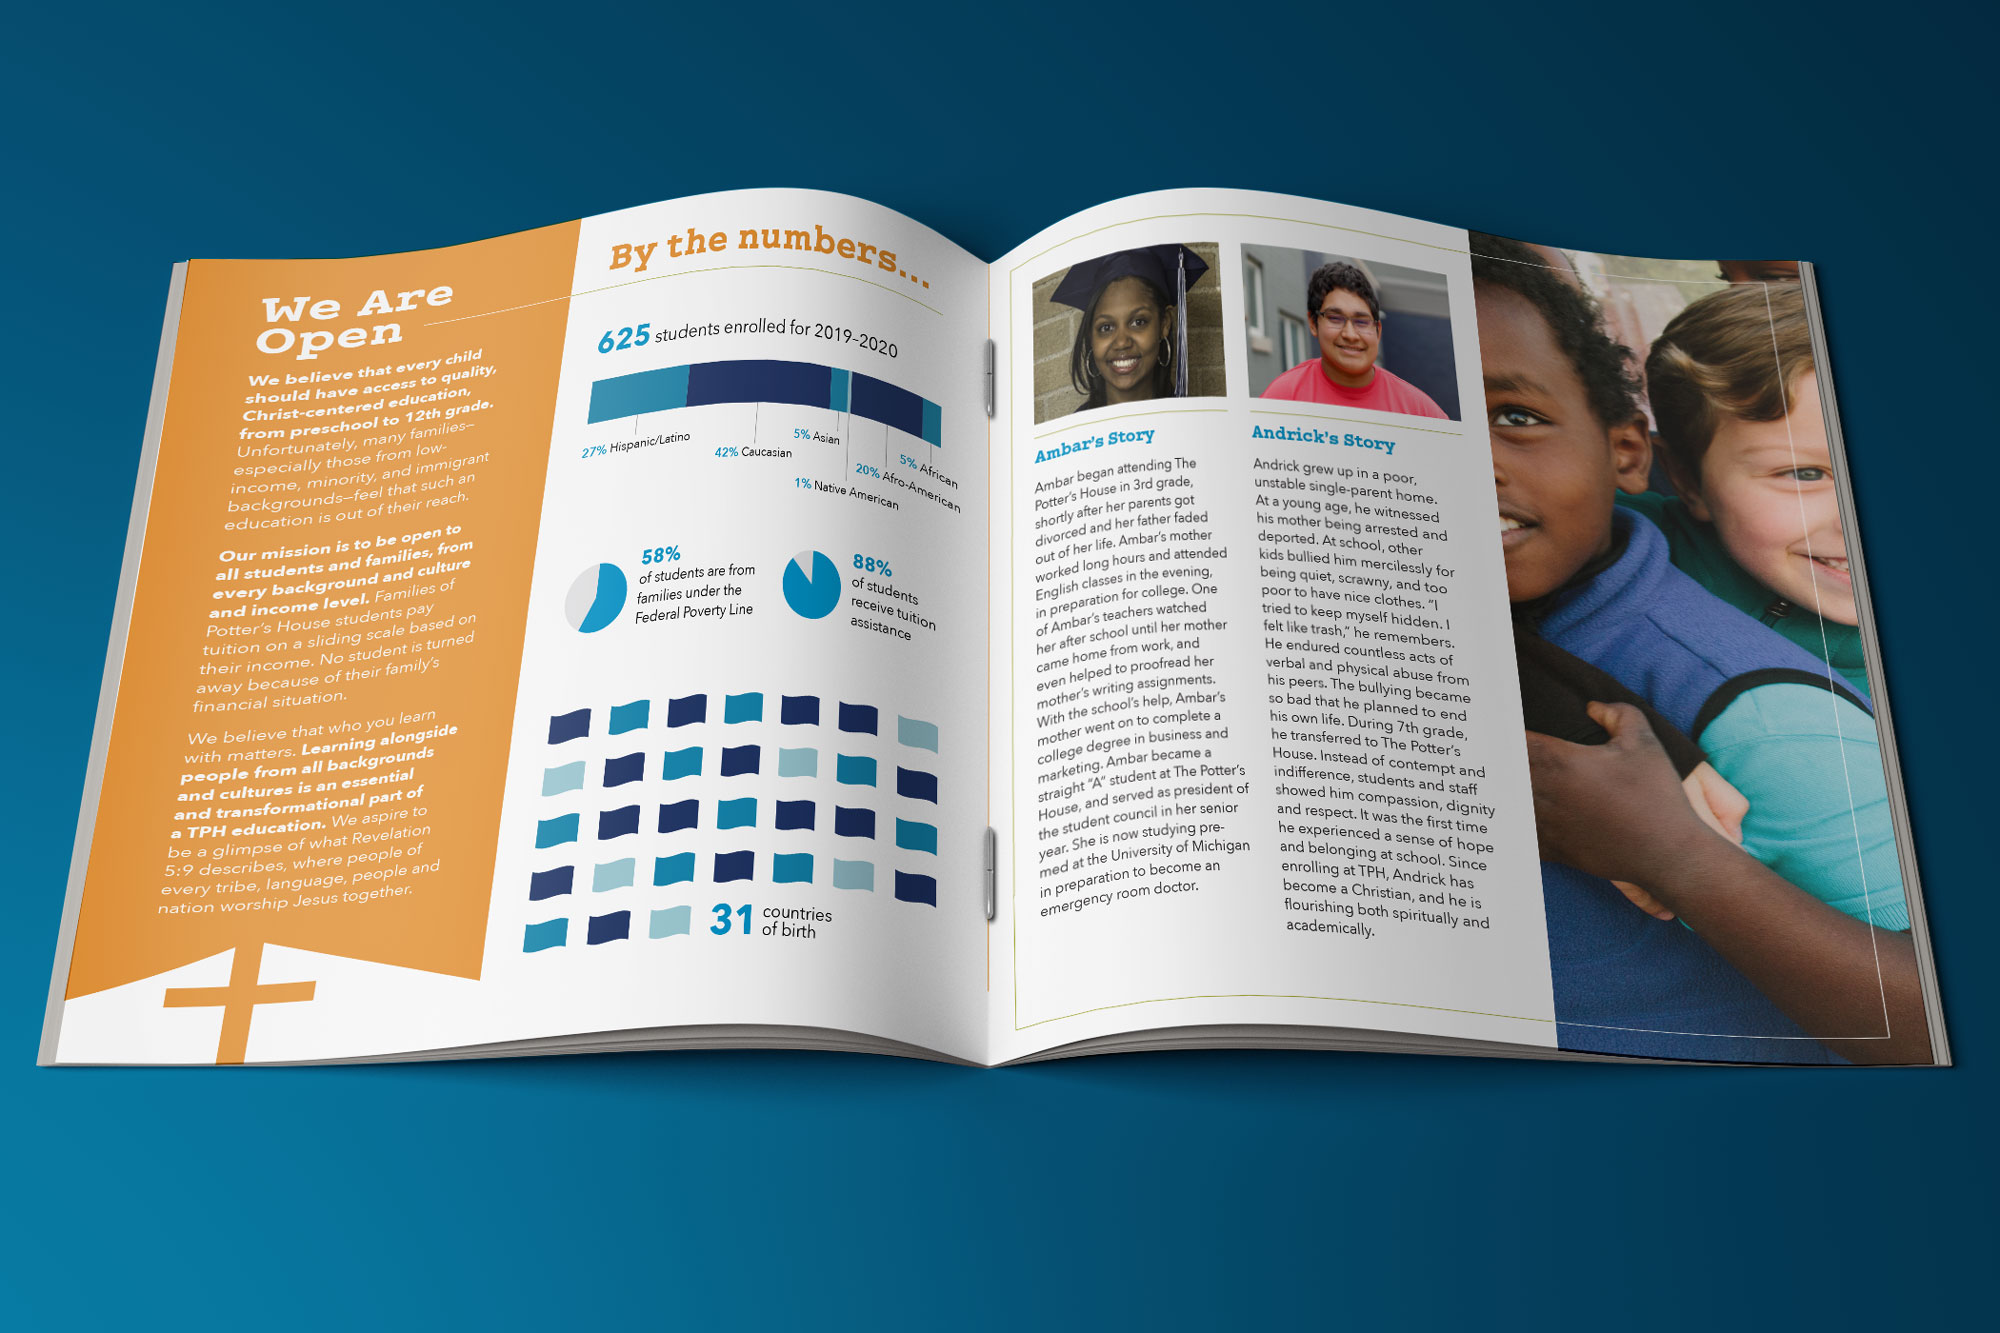 We Are
Open
We believe that every child
should have access to quality,
Christ-centered education,
from preschool to 12th grade.
Unfortunately, many families–
especially those from low-
income, minority, and immigrant
backgrounds–feel that such an
education is out of their reach.
Our mission is to be open to
all students and families, from
every background and culture
and income level. Families of
Potter's House students pay
tuition on a sliding scale based on
their income. No student is turned
away because of their family's
financial situation.
We believe that who you learn
with matters. Learning alongside
people from all backgrounds
and cultures is an essential
and transformational part of
a TPH education. We aspire to
be a glimpse of what Revelation
5:9 describes, where people of
every tribe, language, people and
nation worship Jesus together.
By the numbers...
625 students enrolled for 2019-2020
27% Hispanic/Latino
42% Caucasian
5% Asian
1% Native American
20% Afro-American
5% African
58%
of students are from
families under the
Federal Poverty Line
88%
of students
receive tuition
assistance
31 countries
of birth
Ambar's Story
Ambar began attending The
Potter's House in 3rd grade,
shortly after her parents got
divorced and her father faded
out of her life. Ambar's mother
worked long hours and attended
English classes in the evening,
in preparation for college. One
of Ambar's teachers watched
her after school until her mother
came home from work, and
even helped to proofread her
mother's writing assignments.
With the school's help, Ambar's
mother went on to complete a
college degree in business and
marketing. Ambar became a
straight "A" student at The Potter's
House, and served as president of
the student council in her senior
year. She is now studying pre-
med at the University of Michigan
in preparation to become an
emergency room doctor.
Andrick's Story
Andrick grew up in a poor,
unstable single-parent home.
At a young age, he witnessed
his mother being arrested and
deported. At school, other
kids bullied him mercilessly for
being quiet, scrawny, and too
poor to have nice clothes. "I
tried to keep myself hidden. I
felt like trash," he remembers.
He endured countless acts of
verbal and physical abuse from
his peers. The bullying became
so bad that he planned to end
his own life. During 7th grade,
he transferred to The Potter's
House. Instead of contempt and
indifference, students and staff
showed him compassion, dignity
and respect. It was the first time
he experienced a sense of hope
and belonging at school. Since
enrolling at TPH, Andrick has
become a Christian, and he is
flourishing both spiritually and
academically.